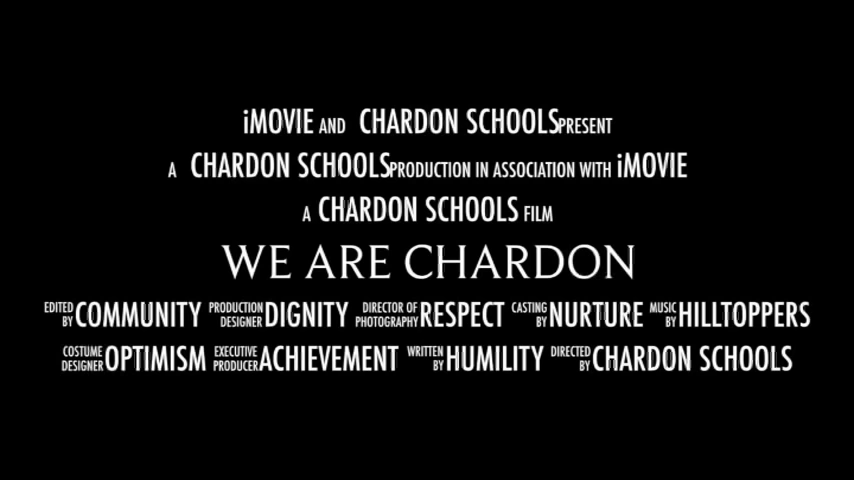 iMOVIE AND CHARDON SCHOOLS PRESENT
A CHARDON SCHOOLS PRODUCTION IN ASSOCIATION WITH iMOVIE
A CHARDON SCHOOLS FILM
WE ARE CHARDON
EDITED BY COMMUNITY PRODUCTION DESIGNER DIGNITY DIRECTOR OF PHOTOGRAPHY RESPECT CASTING BY NURTURE MUSIC BY HILLTOPPERS
COSTUME DESIGNER OPTIMISM EXECUTIVE PRODUCER ACHIEVEMENT WRITTEN BY HUMILITY DIRECTED BY CHARDON SCHOOLS